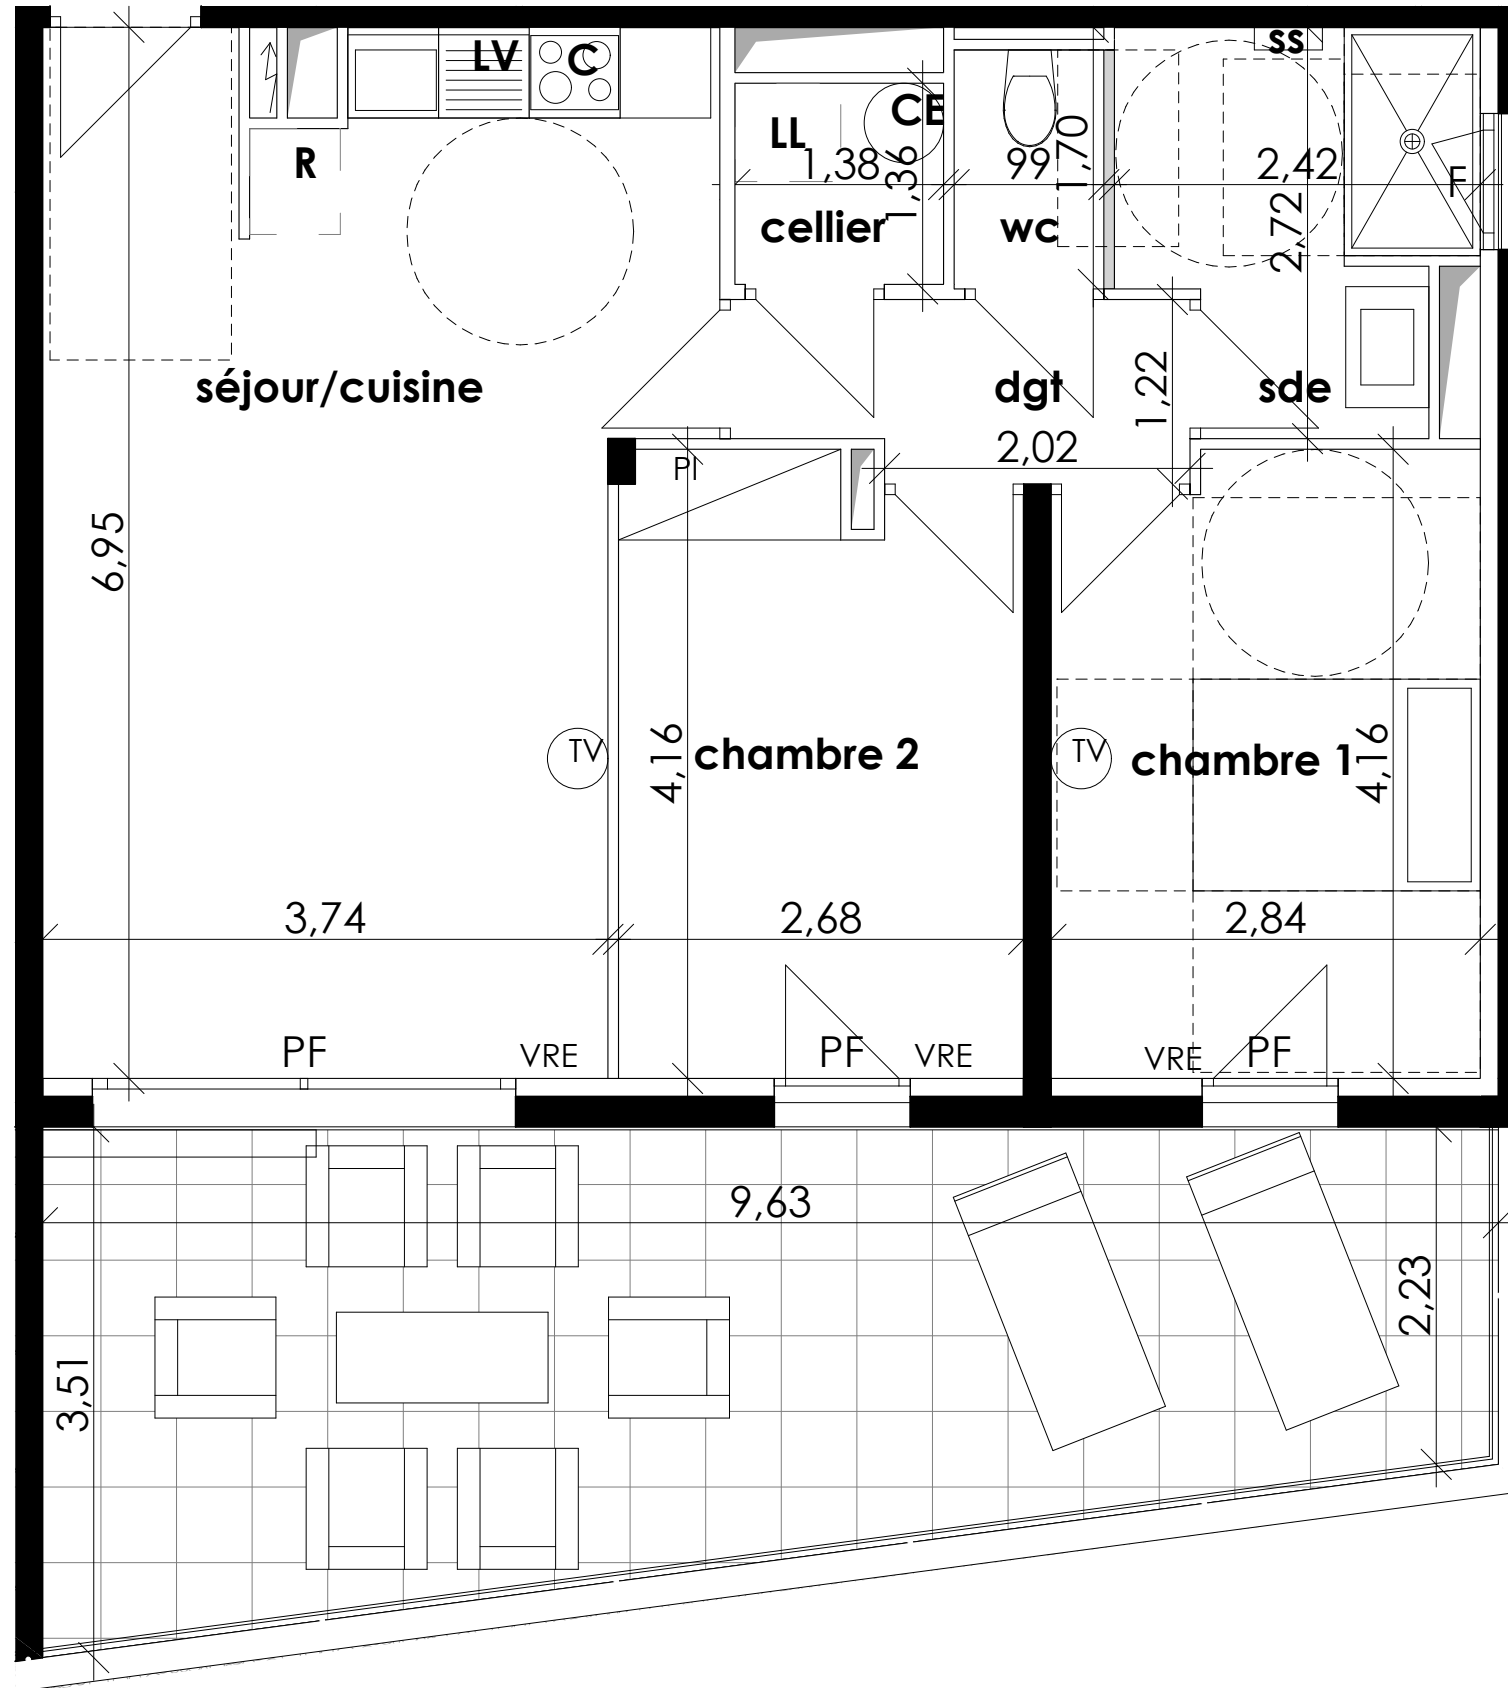 LV
C
ss
R
LL
CE
1,38
1,36
99
1,70
2,42
F
2,72
cellier
wc
séjour/cuisine
dgt
1,22
sde
2,02
Pl
6,95
TV
4,16
chambre 2
TV
chambre 1
4,16
3,74
2,68
2,84
PF
VRE
PF
VRE
VRE
PF
9,63
2,23
3,51